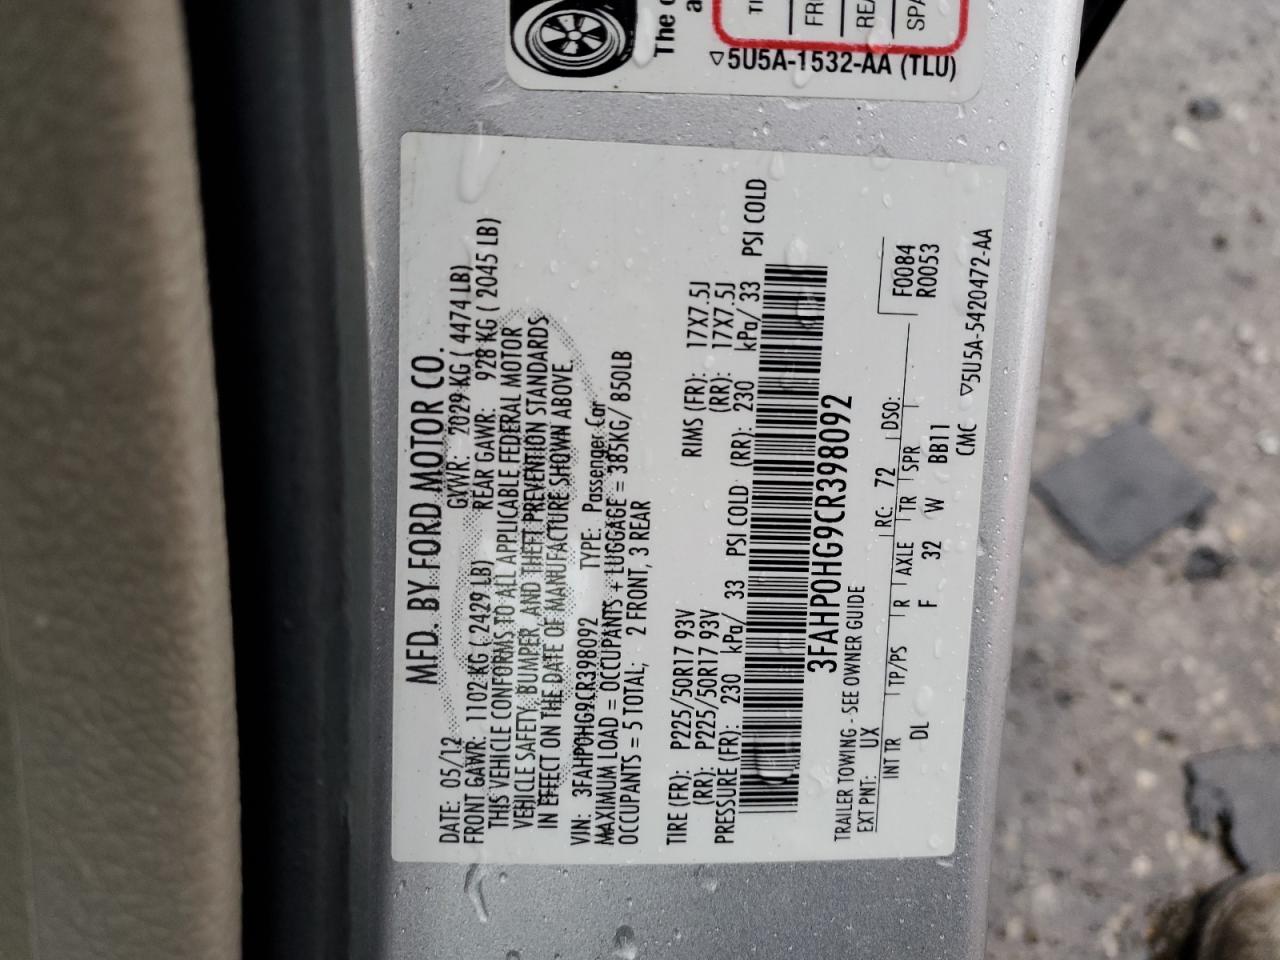 MFD. BY FORD MOTOR CO.
DATE: 05/12 GVWR: 2029 KG ( 4474 LB)
FRONT GAWR: 1102 KG ( 2429 LB) REAR GAWR: 928 KG ( 2045 LB)
THIS VEHICLE CONFORMS TO ALL APPLICABLE FEDERAL MOTOR
VEHICLE SAFETY, BUMPER, AND THEFT PREVENTION STANDARDS
IN EFFECT ON THE DATE OF MANUFACTURE SHOWN ABOVE.
VIN: 3FAHP0HG9CR398092 TYPE: Passenger Car
MAXIMUM LOAD = OCCUPANTS + LUGGAGE = 385KG/ 850LB
OCCUPANTS = 5 TOTAL; 2 FRONT, 3 REAR
TIRE (FR): P225/50R17 93V RIMS (FR): 17X7.5J
(RR): P225/50R17 93V (RR): 17X7.5J
PRESSURE (FR): 230 kPa/ 33 PSI COLD (RR): 230 kPa/ 33 PSI COLD
3FAHP0HG9CR398092
TRAILER TOWING - SEE OWNER GUIDE
EXT PNT: UX RC: 72 DSO: F0084
INT TR TP/PS R AXLE TR SPR R0053
DL F 32 W BB11
CMC ▽5U5A-5420472-AA
The
▽5U5A-1532-AA (TLU)